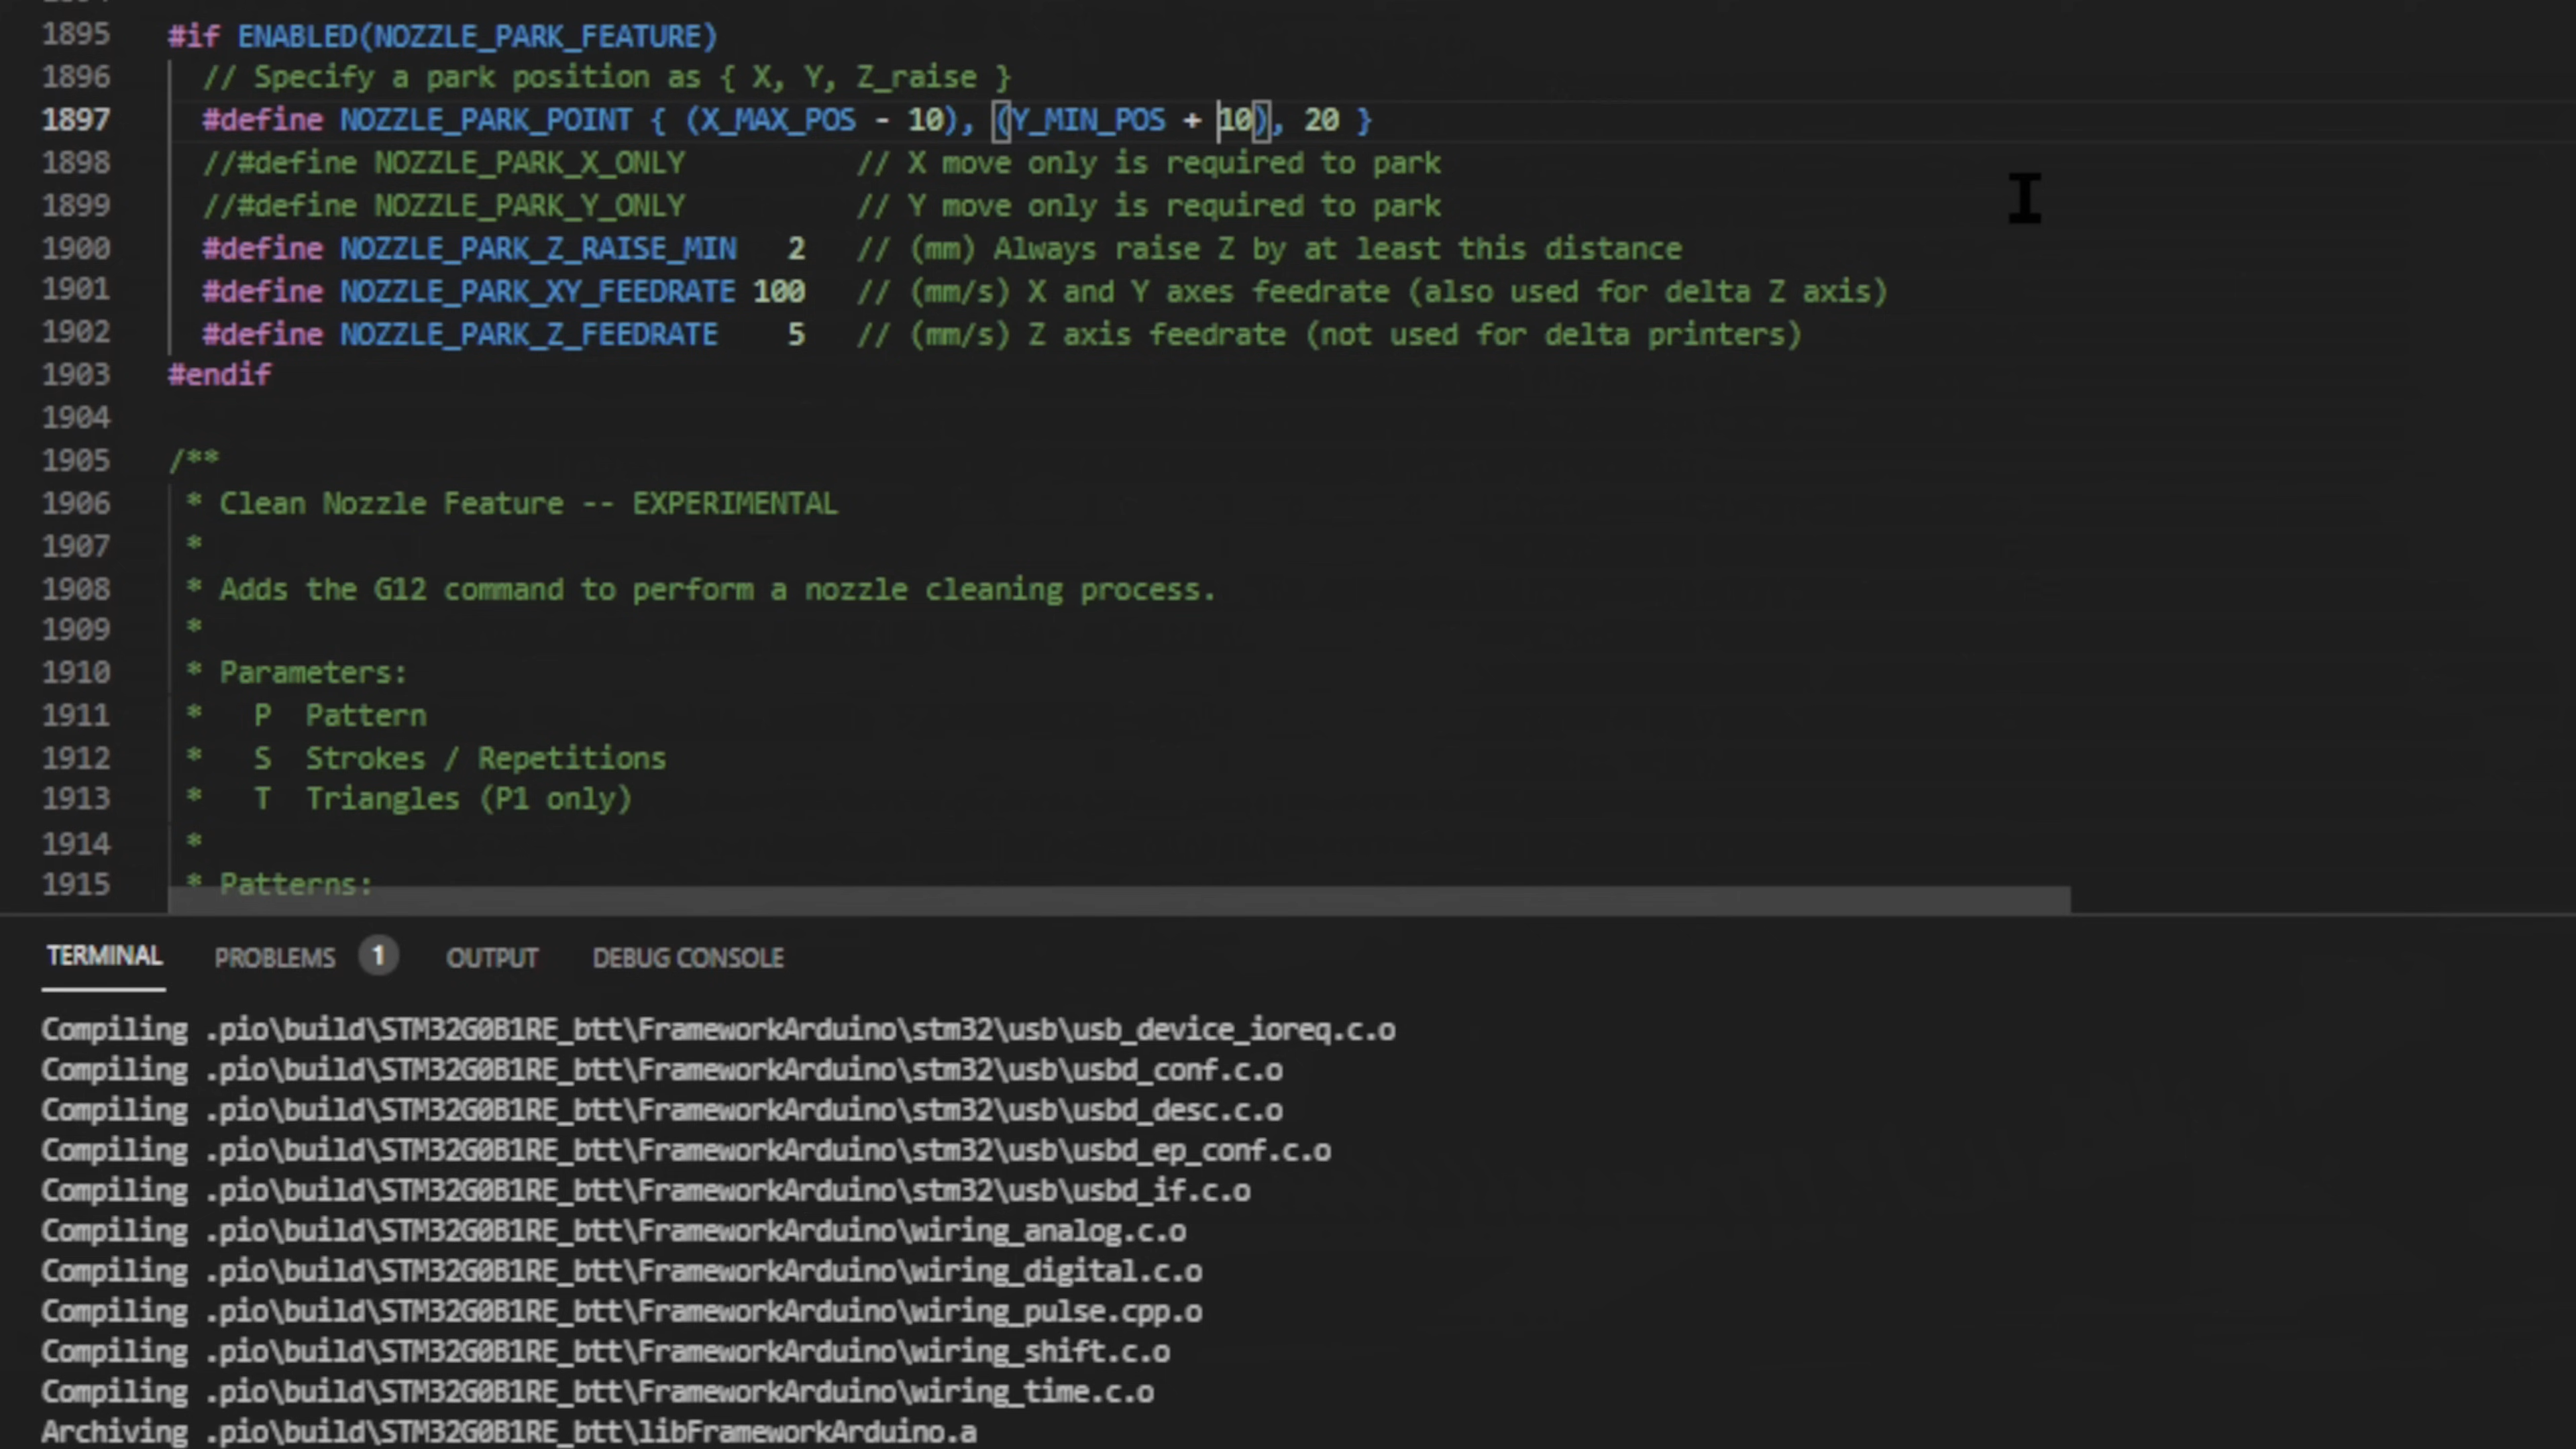 1895 #if ENABLED(NOZZLE_PARK_FEATURE)
1896 // Specify a park position as { X, Y, Z_raise }
1897 #define NOZZLE_PARK_POINT { (X_MAX_POS - 10), (Y_MIN_POS + 10), 20 }
1898 //#define NOZZLE_PARK_X_ONLY // X move only is required to park
1899 //#define NOZZLE_PARK_Y_ONLY // Y move only is required to park
1900 #define NOZZLE_PARK_Z_RAISE_MIN 2 // (mm) Always raise Z by at least this distance
1901 #define NOZZLE_PARK_XY_FEEDRATE 100 // (mm/s) X and Y axes feedrate (also used for delta Z axis)
1902 #define NOZZLE_PARK_Z_FEEDRATE 5 // (mm/s) Z axis feedrate (not used for delta printers)
1903 #endif
1904
1905 /**
1906 * Clean Nozzle Feature -- EXPERIMENTAL
1907 *
1908 * Adds the G12 command to perform a nozzle cleaning process.
1909 *
1910 * Parameters:
1911 * P Pattern
1912 * S Strokes / Repetitions
1913 * T Triangles (P1 only)
1914 *
1915 * Patterns:
TERMINAL PROBLEMS 1 OUTPUT DEBUG CONSOLE
Compiling .pio\build\STM32G0B1RE_btt\FrameworkArduino\stm32\usb\usb_device_ioreq.c.o
Compiling .pio\build\STM32G0B1RE_btt\FrameworkArduino\stm32\usb\usbd_conf.c.o
Compiling .pio\build\STM32G0B1RE_btt\FrameworkArduino\stm32\usb\usbd_desc.c.o
Compiling .pio\build\STM32G0B1RE_btt\FrameworkArduino\stm32\usb\usbd_ep_conf.c.o
Compiling .pio\build\STM32G0B1RE_btt\FrameworkArduino\stm32\usb\usbd_if.c.o
Compiling .pio\build\STM32G0B1RE_btt\FrameworkArduino\wiring_analog.c.o
Compiling .pio\build\STM32G0B1RE_btt\FrameworkArduino\wiring_digital.c.o
Compiling .pio\build\STM32G0B1RE_btt\FrameworkArduino\wiring_pulse.cpp.o
Compiling .pio\build\STM32G0B1RE_btt\FrameworkArduino\wiring_shift.c.o
Compiling .pio\build\STM32G0B1RE_btt\FrameworkArduino\wiring_time.c.o
Archiving .pio\build\STM32G0B1RE_btt\libFrameworkArduino.a